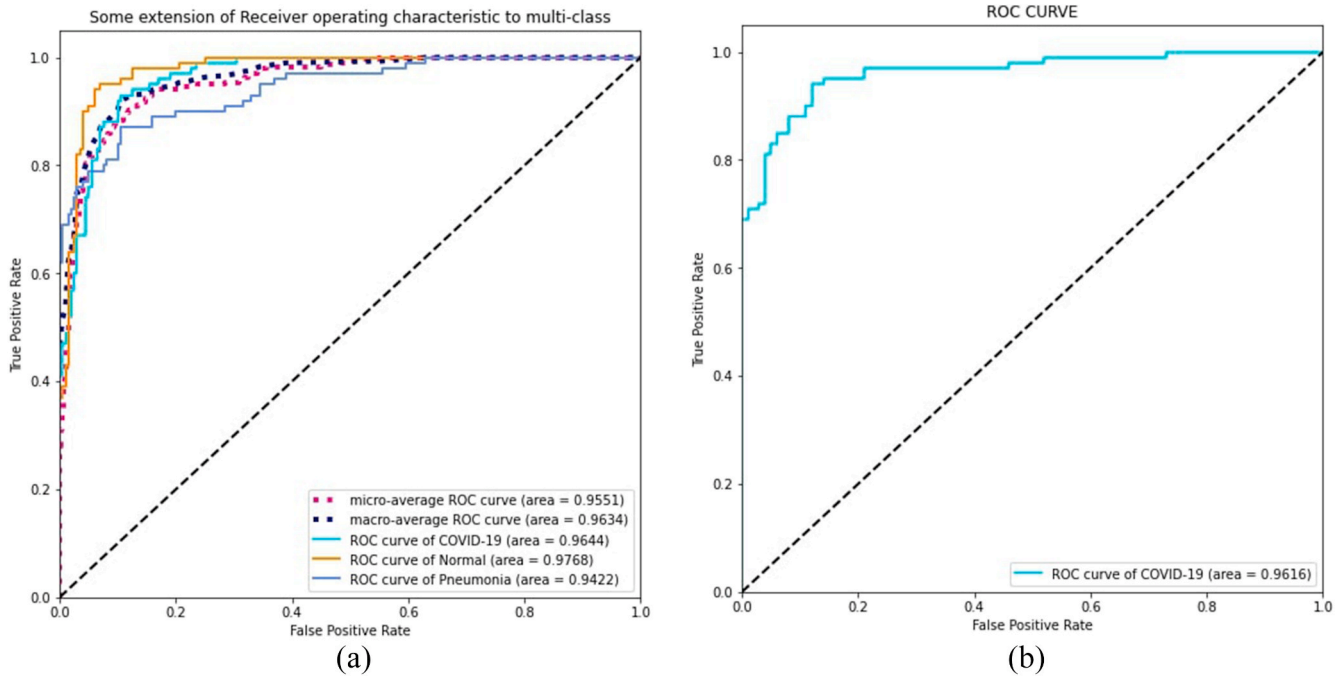 Some extension of Receiver operating characteristic to multi-class
1.0
0.8
0.6
0.4
0.2
0.0
True Positive Rate
micro-average ROC curve (area = 0.9551)
macro-average ROC curve (area = 0.9634)
ROC curve of COVID-19 (area = 0.9644)
ROC curve of Normal (area = 0.9768)
ROC curve of Pneumonia (area = 0.9422)
0.0 0.2 0.4 0.6 0.8 1.0
False Positive Rate
(a)
ROC CURVE
1.0
0.8
0.6
0.4
0.2
0.0
True Positive Rate
ROC curve of COVID-19 (area = 0.9616)
0.0 0.2 0.4 0.6 0.8 1.0
False Positive Rate
(b)